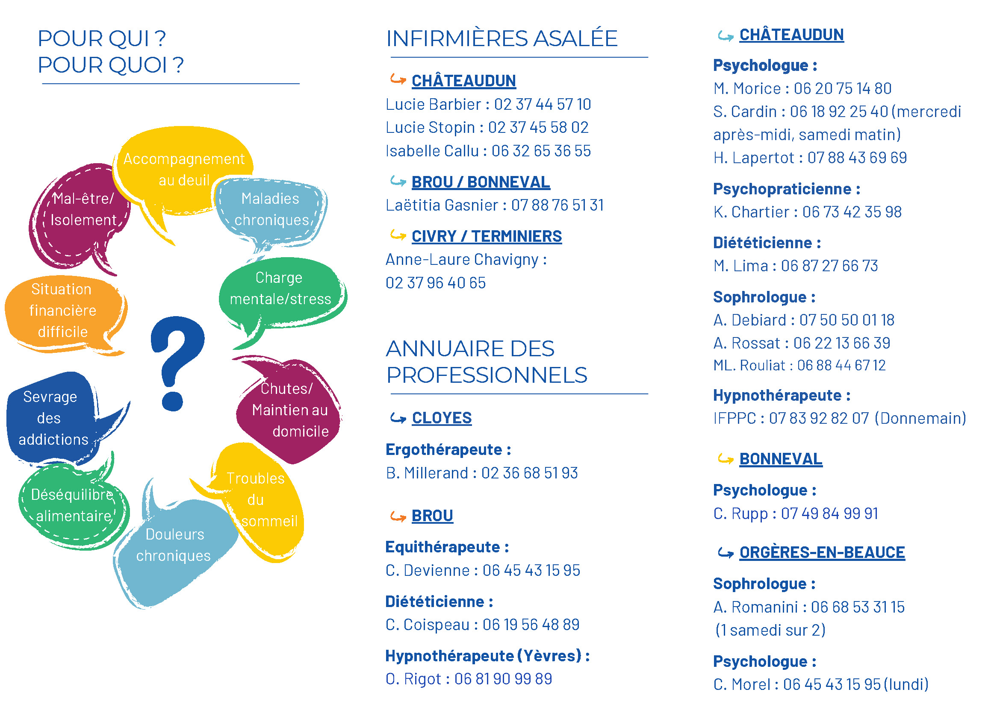 POUR QUI ?
POUR QUOI ?
Accompagnement
au deuil
Mal-être/
Isolement
Maladies
chroniques
Charge
mentale/stress
Situation
financière
difficile
?
Chutes/
Maintien au
domicile
Sevrage
des
addictions
Troubles
du
sommeil
Déséquilibre
alimentaire
Douleurs
chroniques
INFIRMIÈRES ASALÉE
CHÂTEAUDUN
Lucie Barbier : 02 37 44 57 10
Lucie Stopin : 02 37 45 58 02
Isabelle Callu : 06 32 65 36 55
BROU / BONNEVAL
Laëtitia Gasnier : 07 88 76 51 31
CIVRY / TERMINIERS
Anne-Laure Chavigny :
02 37 96 40 65
ANNUAIRE DES
PROFESSIONNELS
CLOYES
Ergothérapeute :
B. Millerand : 02 36 68 51 93
BROU
Equithérapeute :
C. Devienne : 06 45 43 15 95
Diététicienne :
C. Coispeau : 06 19 56 48 89
Hypnothérapeute (Yèvres) :
O. Rigot : 06 81 90 99 89
CHÂTEAUDUN
Psychologue :
M. Morice : 06 20 75 14 80
S. Cardin : 06 18 92 25 40 (mercredi
après-midi, samedi matin)
H. Lapertot : 07 88 43 69 69
Psychopraticienne :
K. Chartier : 06 73 42 35 98
Diététicienne :
M. Lima : 06 87 27 66 73
Sophrologue :
A. Debiard : 07 50 50 01 18
A. Rossat : 06 22 13 66 39
ML. Rouliat : 06 88 44 67 12
Hypnothérapeute :
IFPPC : 07 83 92 82 07 (Donnemain)
BONNEVAL
Psychologue :
C. Rupp : 07 49 84 99 91
ORGÈRES-EN-BEAUCE
Sophrologue :
A. Romanini : 06 68 53 31 15
(1 samedi sur 2)
Psychologue :
C. Morel : 06 45 43 15 95 (lundi)